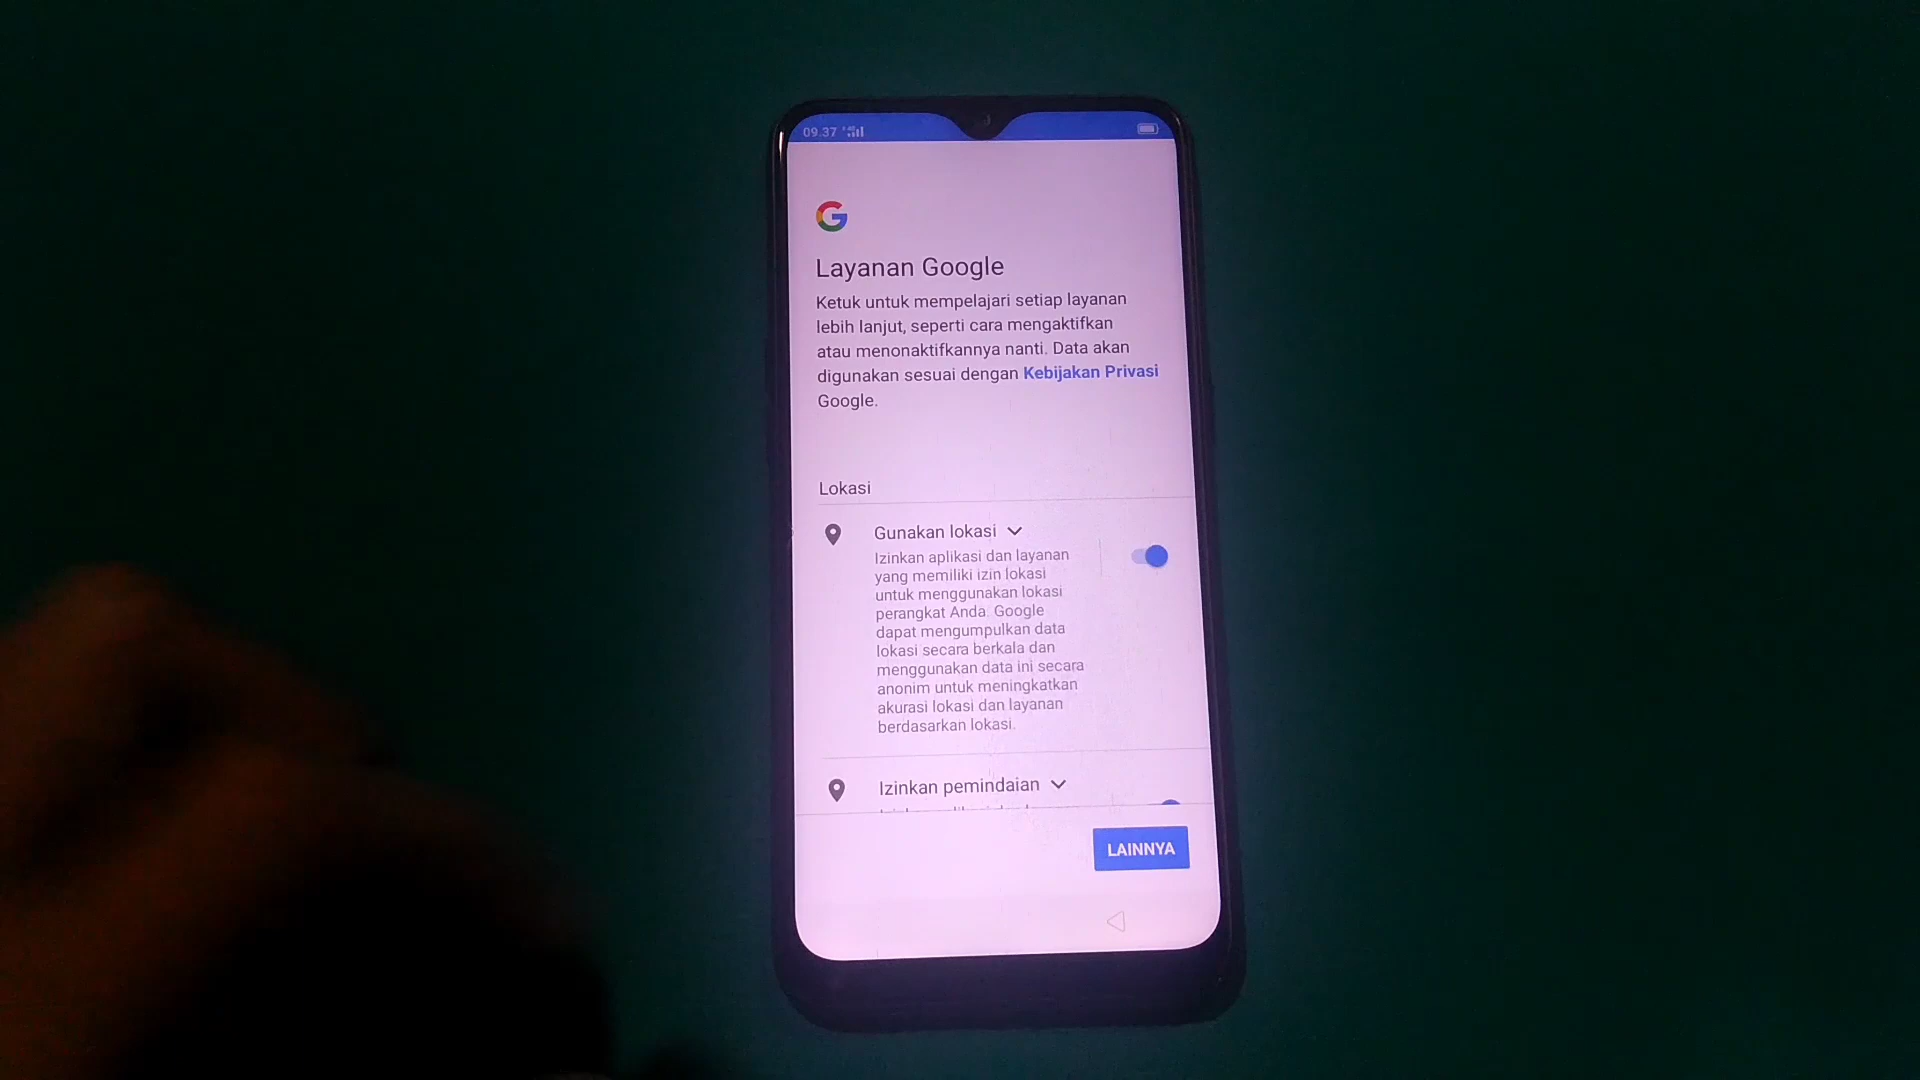 09.37
Layanan Google
Ketuk untuk mempelajari setiap layanan
lebih lanjut, seperti cara mengaktifkan
atau menonaktifkannya nanti. Data akan
digunakan sesuai dengan Kebijakan Privasi
Google.
Lokasi
Gunakan lokasi
Izinkan aplikasi dan layanan
yang memiliki izin lokasi
untuk menggunakan lokasi
perangkat Anda. Google
dapat mengumpulkan data
lokasi secara berkala dan
menggunakan data ini secara
anonim untuk meningkatkan
akurasi lokasi dan layanan
berdasarkan lokasi.
Izinkan pemindaian
LAINNYA